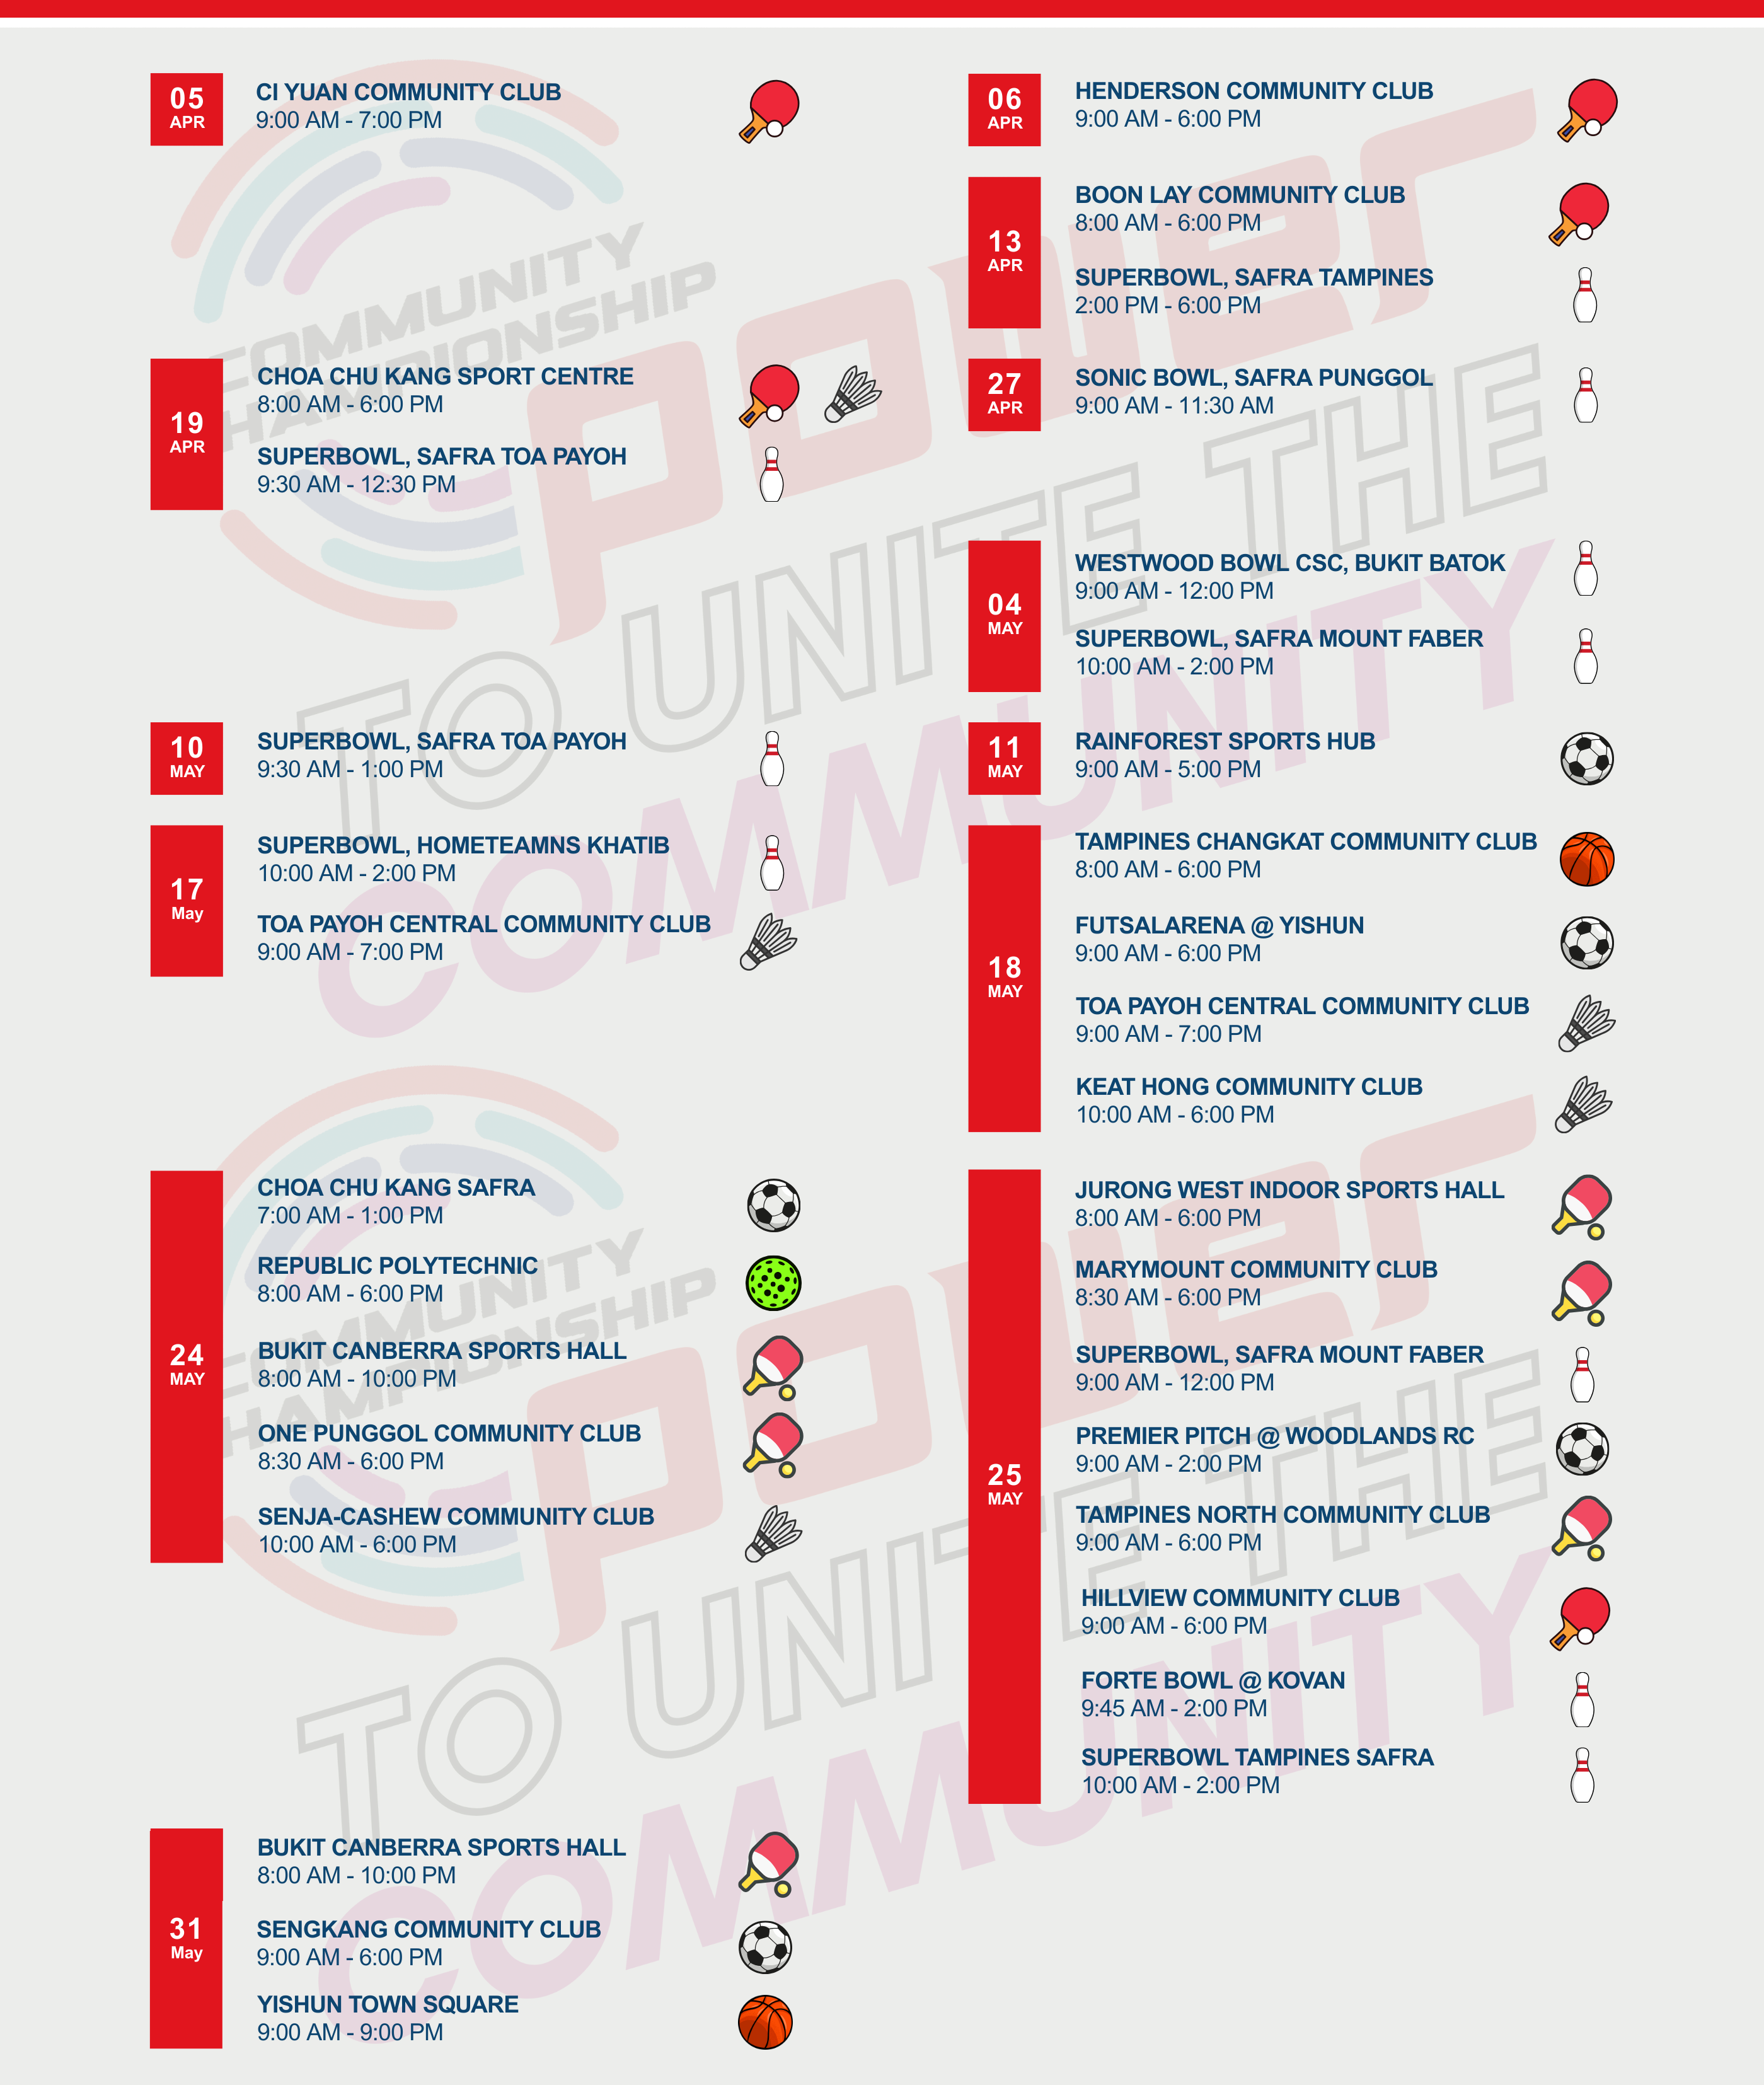 05
APR
CI YUAN COMMUNITY CLUB
9:00 AM - 7:00 PM
06
APR
HENDERSON COMMUNITY CLUB
9:00 AM - 6:00 PM
13
APR
BOON LAY COMMUNITY CLUB
8:00 AM - 6:00 PM
SUPERBOWL, SAFRA TAMPINES
2:00 PM - 6:00 PM
19
APR
CHOA CHU KANG SPORT CENTRE
8:00 AM - 6:00 PM
SUPERBOWL, SAFRA TOA PAYOH
9:30 AM - 12:30 PM
27
APR
SONIC BOWL, SAFRA PUNGGOL
9:00 AM - 11:30 AM
04
MAY
WESTWOOD BOWL CSC, BUKIT BATOK
9:00 AM - 12:00 PM
SUPERBOWL, SAFRA MOUNT FABER
10:00 AM - 2:00 PM
10
MAY
SUPERBOWL, SAFRA TOA PAYOH
9:30 AM - 1:00 PM
11
MAY
RAINFOREST SPORTS HUB
9:00 AM - 5:00 PM
17
May
SUPERBOWL, HOMETEAMNS KHATIB
10:00 AM - 2:00 PM
TOA PAYOH CENTRAL COMMUNITY CLUB
9:00 AM - 7:00 PM
18
MAY
TAMPINES CHANGKAT COMMUNITY CLUB
8:00 AM - 6:00 PM
FUTSALARENA @ YISHUN
9:00 AM - 6:00 PM
TOA PAYOH CENTRAL COMMUNITY CLUB
9:00 AM - 7:00 PM
KEAT HONG COMMUNITY CLUB
10:00 AM - 6:00 PM
24
MAY
CHOA CHU KANG SAFRA
7:00 AM - 1:00 PM
REPUBLIC POLYTECHNIC
8:00 AM - 6:00 PM
BUKIT CANBERRA SPORTS HALL
8:00 AM - 10:00 PM
ONE PUNGGOL COMMUNITY CLUB
8:30 AM - 6:00 PM
SENJA-CASHEW COMMUNITY CLUB
10:00 AM - 6:00 PM
25
MAY
JURONG WEST INDOOR SPORTS HALL
8:00 AM - 6:00 PM
MARYMOUNT COMMUNITY CLUB
8:30 AM - 6:00 PM
SUPERBOWL, SAFRA MOUNT FABER
9:00 AM - 12:00 PM
PREMIER PITCH @ WOODLANDS RC
9:00 AM - 2:00 PM
TAMPINES NORTH COMMUNITY CLUB
9:00 AM - 6:00 PM
HILLVIEW COMMUNITY CLUB
9:00 AM - 6:00 PM
FORTE BOWL @ KOVAN
9:45 AM - 2:00 PM
SUPERBOWL TAMPINES SAFRA
10:00 AM - 2:00 PM
31
May
BUKIT CANBERRA SPORTS HALL
8:00 AM - 10:00 PM
SENGKANG COMMUNITY CLUB
9:00 AM - 6:00 PM
YISHUN TOWN SQUARE
9:00 AM - 9:00 PM
COMMUNITY
CHAMPIONSHIP
power
TO UNITE THE
COMMUNITY
COMMUNITY
CHAMPIONSHIP
power
TO UNITE THE
COMMUNITY